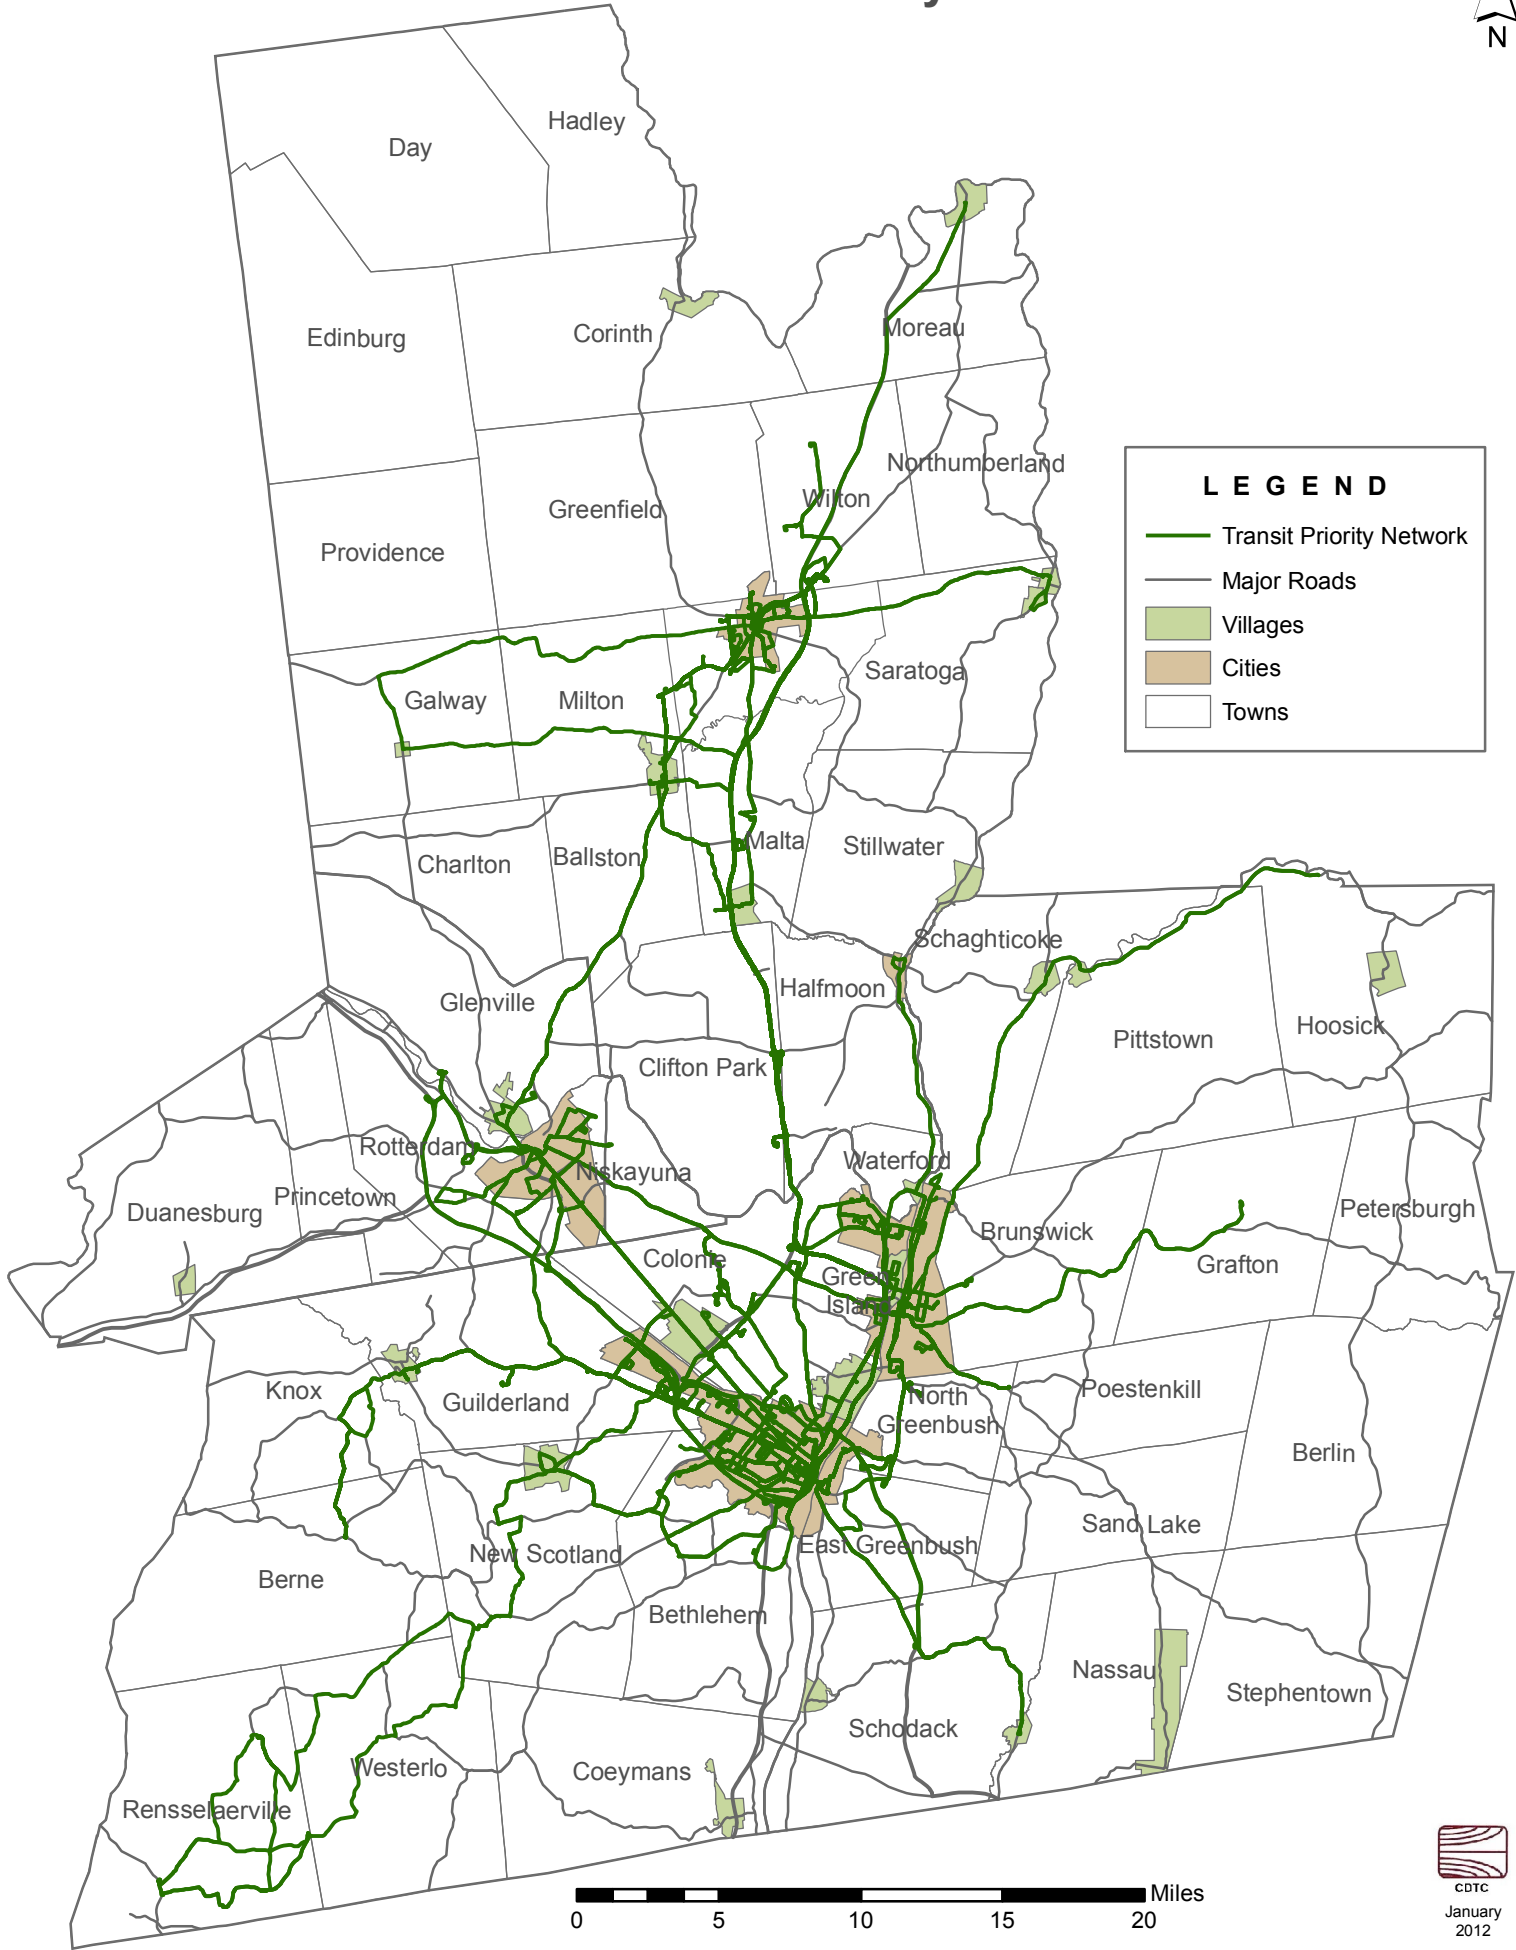 N
Hadley
Day
Edinburg
Corinth
Moreau
Northumberland
Wilton
Greenfield
Providence
LEGEND
Transit Priority Network
Major Roads
Villages
Cities
Towns
Saratoga
Galway
Milton
Malta
Stillwater
Charlton
Ballston
Schaghticoke
Halfmoon
Glenville
Hoosick
Pittstown
Clifton Park
Rotterdam
Waterford
Niskayuna
Princetown
Duanesburg
Petersburgh
Brunswick
Grafton
Colonie
Green
Island
Knox
Guilderland
North
Greenbush
Poestenkill
Berlin
Sand Lake
East Greenbush
New Scotland
Berne
Bethlehem
Nassau
Stephentown
Schodack
Westerlo
Coeymans
Rensselaerville
Miles
0 5 10 15 20
CDTC
January
2012